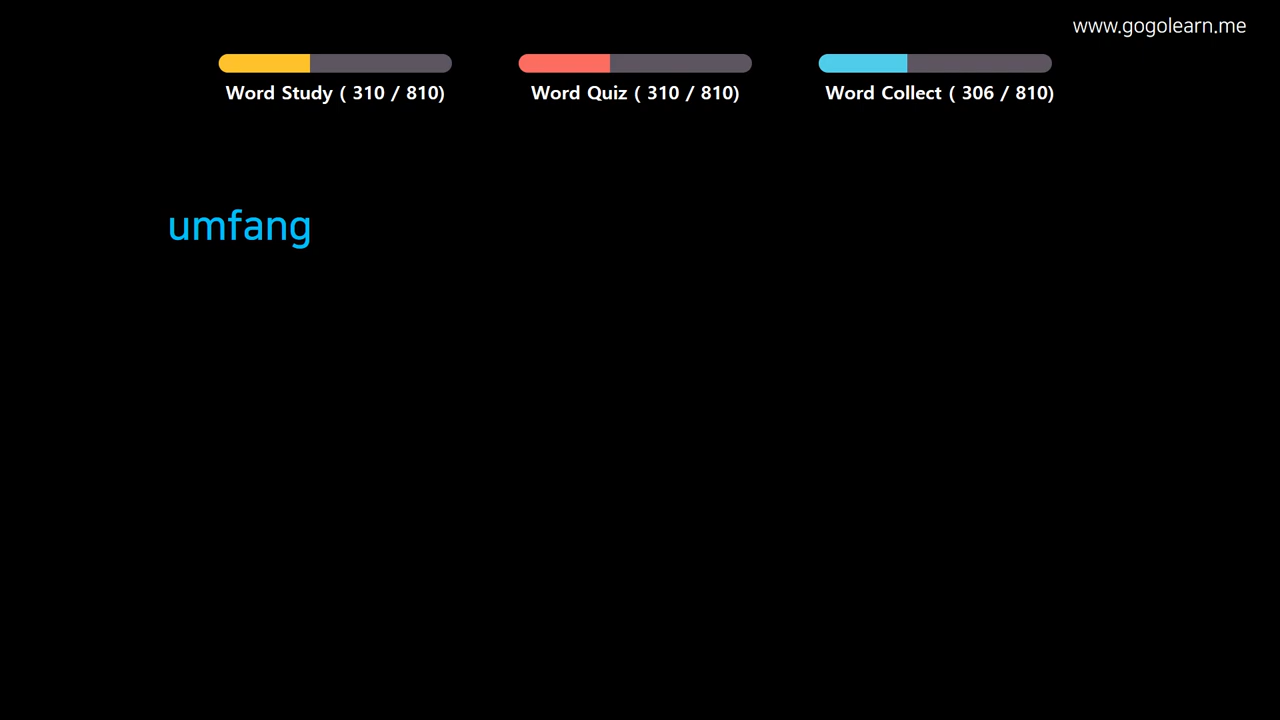 www.gogolearn.me
Word Study ( 310 / 810)
Word Quiz ( 310 / 810)
Word Collect ( 306 / 810)
umfang